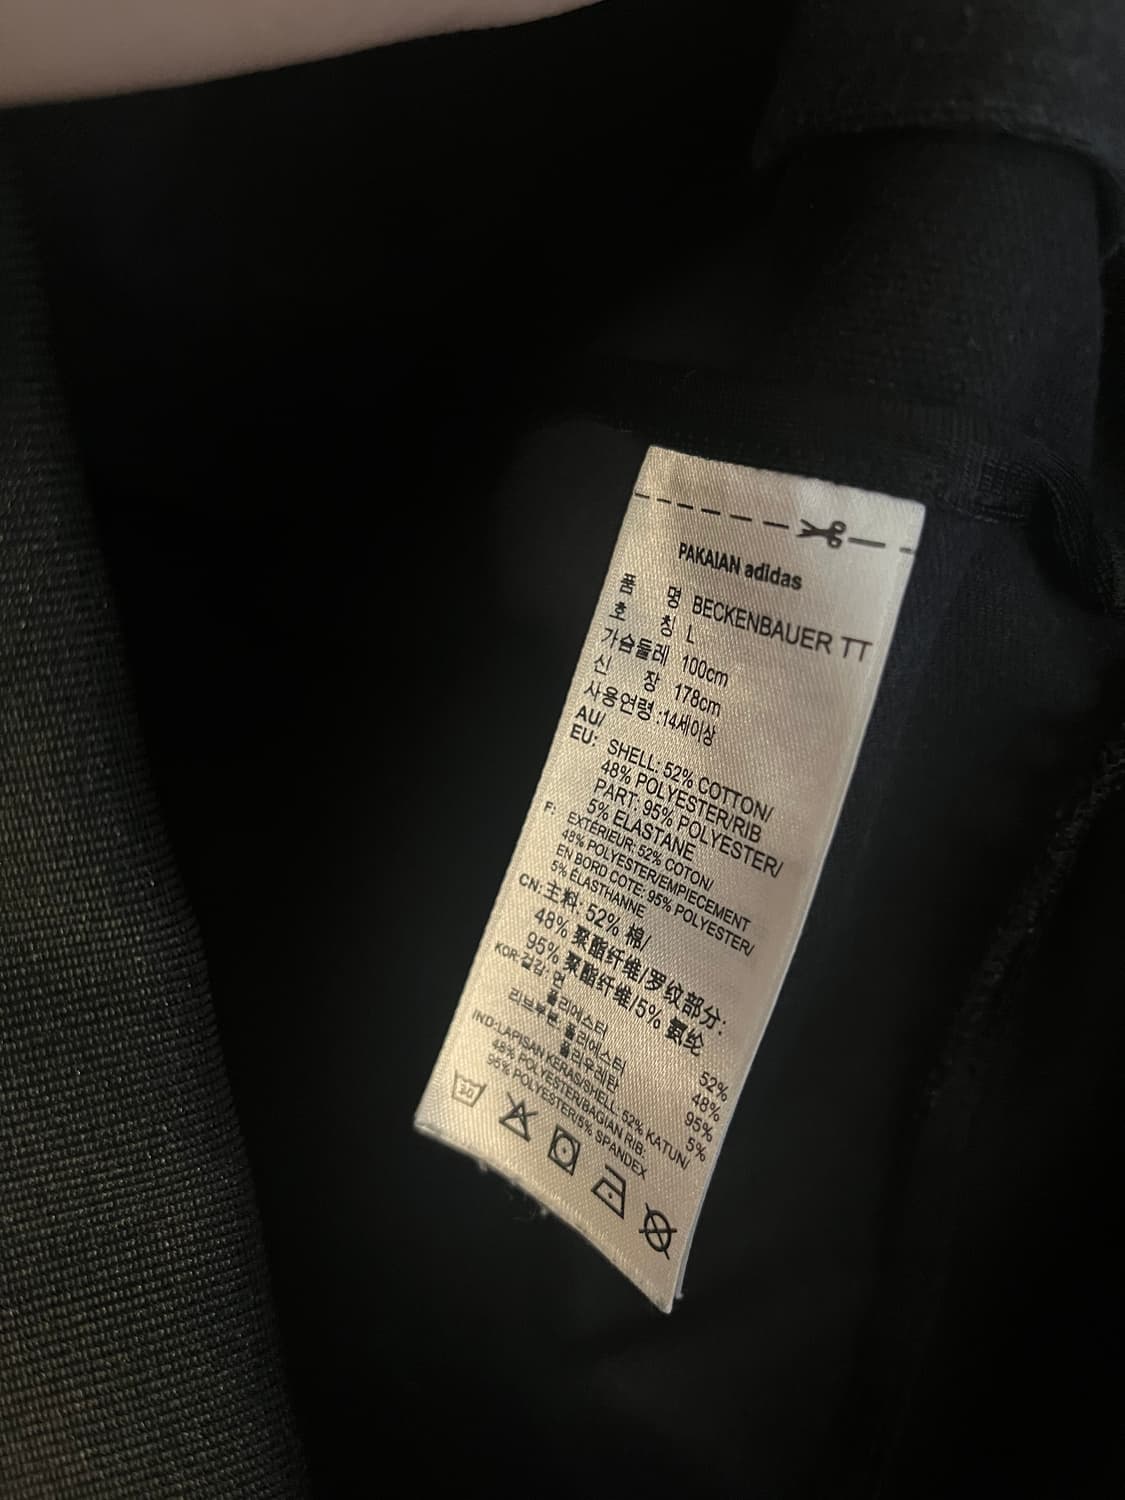 PAKAIAN adidas
품 명 BECKENBAUER TT
호 칭 L
가슴둘레 100cm
신 장 178cm
사용연령 :14세이상
AU/
EU: SHELL: 52% COTTON/
48% POLYESTER/RIB
PART: 95% POLYESTER/
5% ELASTANE
F: EXTÉRIEUR: 52% COTON/
48% POLYESTER/EMPIECEMENT
EN BORD COTE: 95% POLYESTER/
5% ÉLASTHANNE
CN: 主料: 52% 棉/
48% 聚酯纤维/罗纹部分:
95% 聚酯纤维/5% 氨纶
KOR-겉감: 면 52%
폴리에스터 48%
리브부분: 폴리에스터 95%
폴리우레탄 5%
IND-LAPISAN KERAS/SHELL: 52% KATUN/
48% POLYESTER/BAGIAN RIB:
95% POLYESTER/5% SPANDEX
30